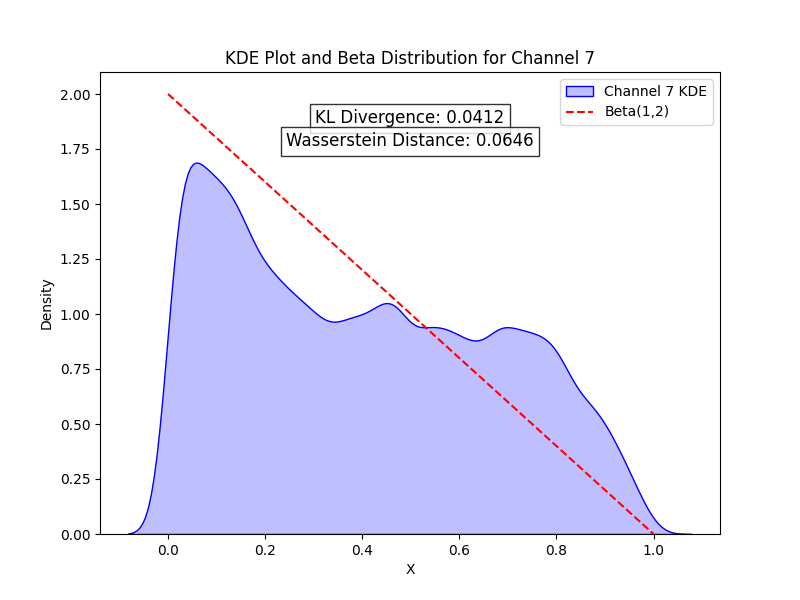 KDE Plot and Beta Distribution for Channel 7
KL Divergence: 0.0412
Wasserstein Distance: 0.0646
Channel 7 KDE
Beta(1,2)
Density
2.00
1.75
1.50
1.25
1.00
0.75
0.50
0.25
0.00
0.0 0.2 0.4 0.6 0.8 1.0
X